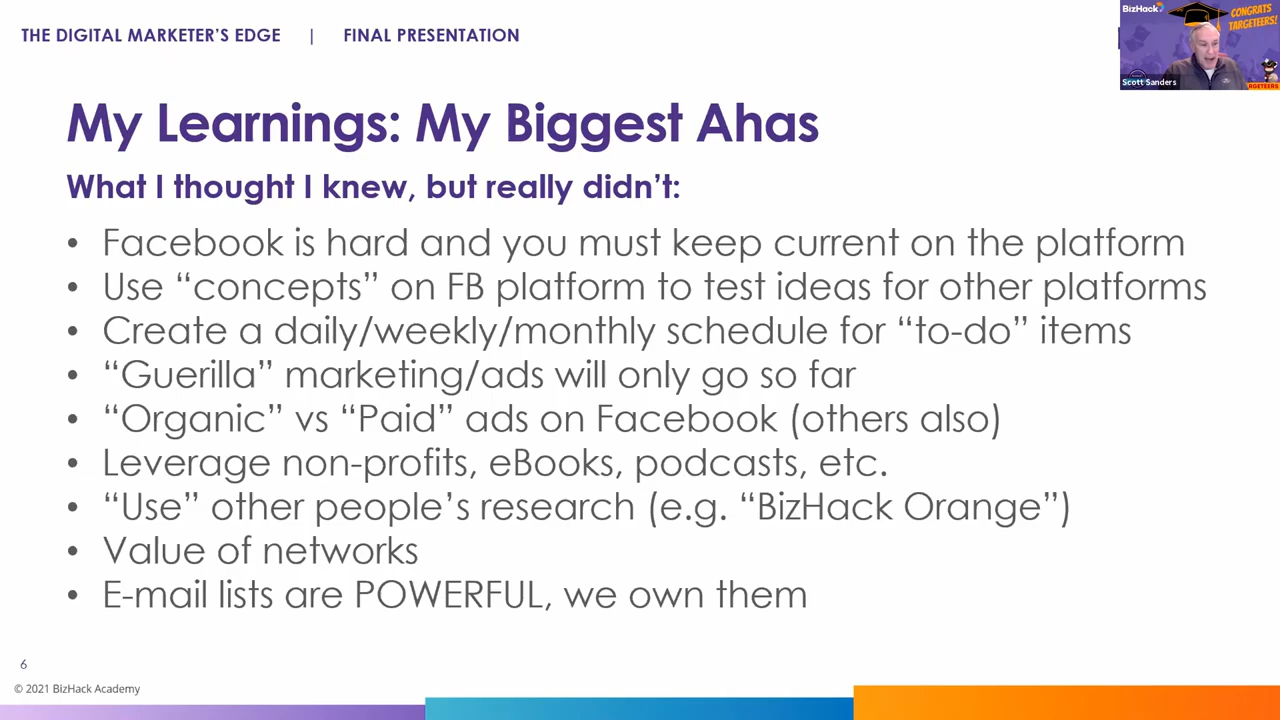 THE DIGITAL MARKETER'S EDGE | FINAL PRESENTATION
BizHack
CONGRATS
TARGETEERS!
Scott Sanders
RGETEERS
My Learnings: My Biggest Ahas
What I thought I knew, but really didn't:
• Facebook is hard and you must keep current on the platform
• Use “concepts” on FB platform to test ideas for other platforms
• Create a daily/weekly/monthly schedule for “to-do” items
• “Guerilla” marketing/ads will only go so far
• “Organic” vs “Paid” ads on Facebook (others also)
• Leverage non-profits, eBooks, podcasts, etc.
• “Use” other people’s research (e.g. “BizHack Orange”)
• Value of networks
• E-mail lists are POWERFUL, we own them
6
© 2021 BizHack Academy